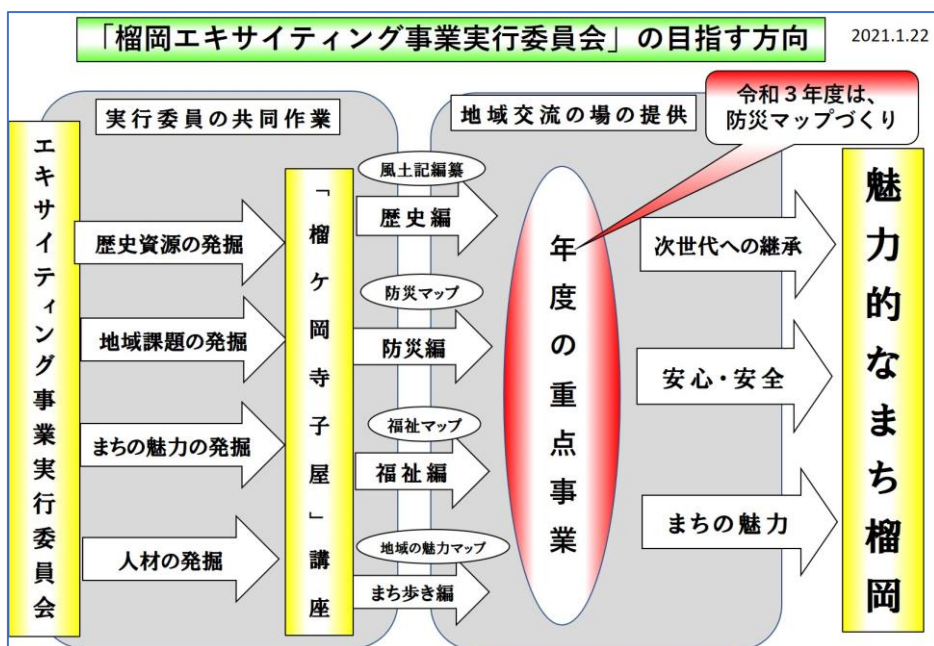 「榴岡エキサイティング事業実行委員会」の目指す方向
2021.1.22
令和３年度は、
防災マップづくり
実行委員の共同作業
地域交流の場の提供
エキサイティング事業実行委員会
歴史資源の発掘
地域課題の発掘
まちの魅力の発掘
人材の発掘
「榴ケ岡寺子屋」講座
風土記編纂
歴史編
防災マップ
防災編
福祉マップ
福祉編
地域の魅力マップ
まち歩き編
年度の重点事業
次世代への継承
安心・安全
まちの魅力
魅力的なまち榴岡